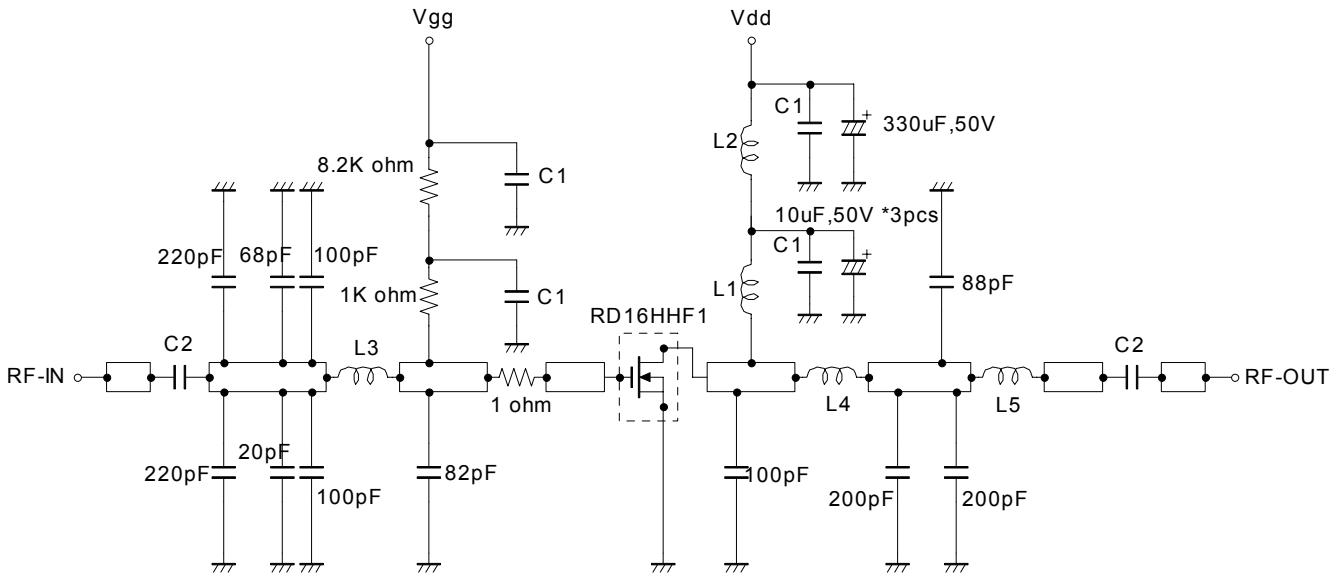 Vgg
Vdd
C1
330uF,50V
L2
8.2K ohm
C1
10uF,50V *3pcs
C1
220pF
68pF
100pF
88pF
1K ohm
C1
L1
RD16HHF1
C2
L3
C2
RF-IN
RF-OUT
1 ohm
L4
L5
220pF
20pF
100pF
82pF
100pF
200pF
200pF